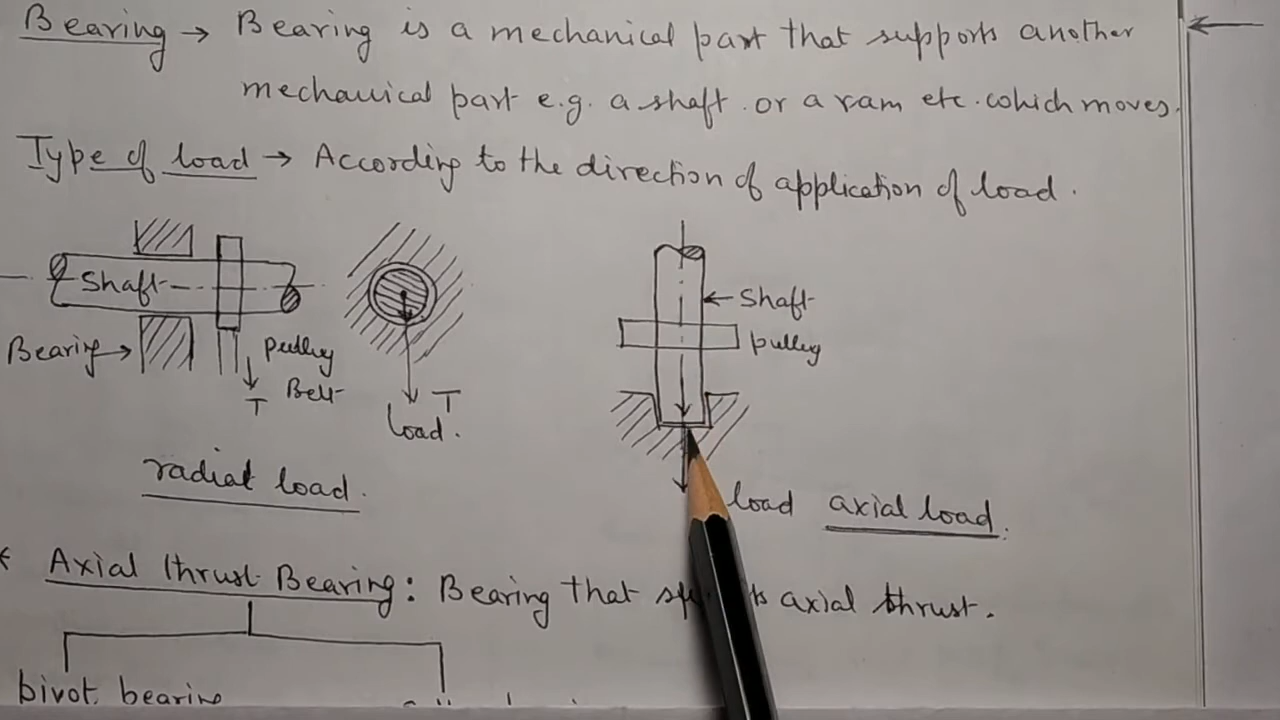 Bearing → Bearing is a mechanical part that supports another
mechanical part e.g. a shaft or a ram etc. which moves.
Type of load → According to the direction of application of load.
Shaft
Bearing →
pulley
Belt
T
T
load.
radial load.
← Shaft
pulley
load axial load.
Axial thrust Bearing: Bearing that axial thrust.
pivot bearing